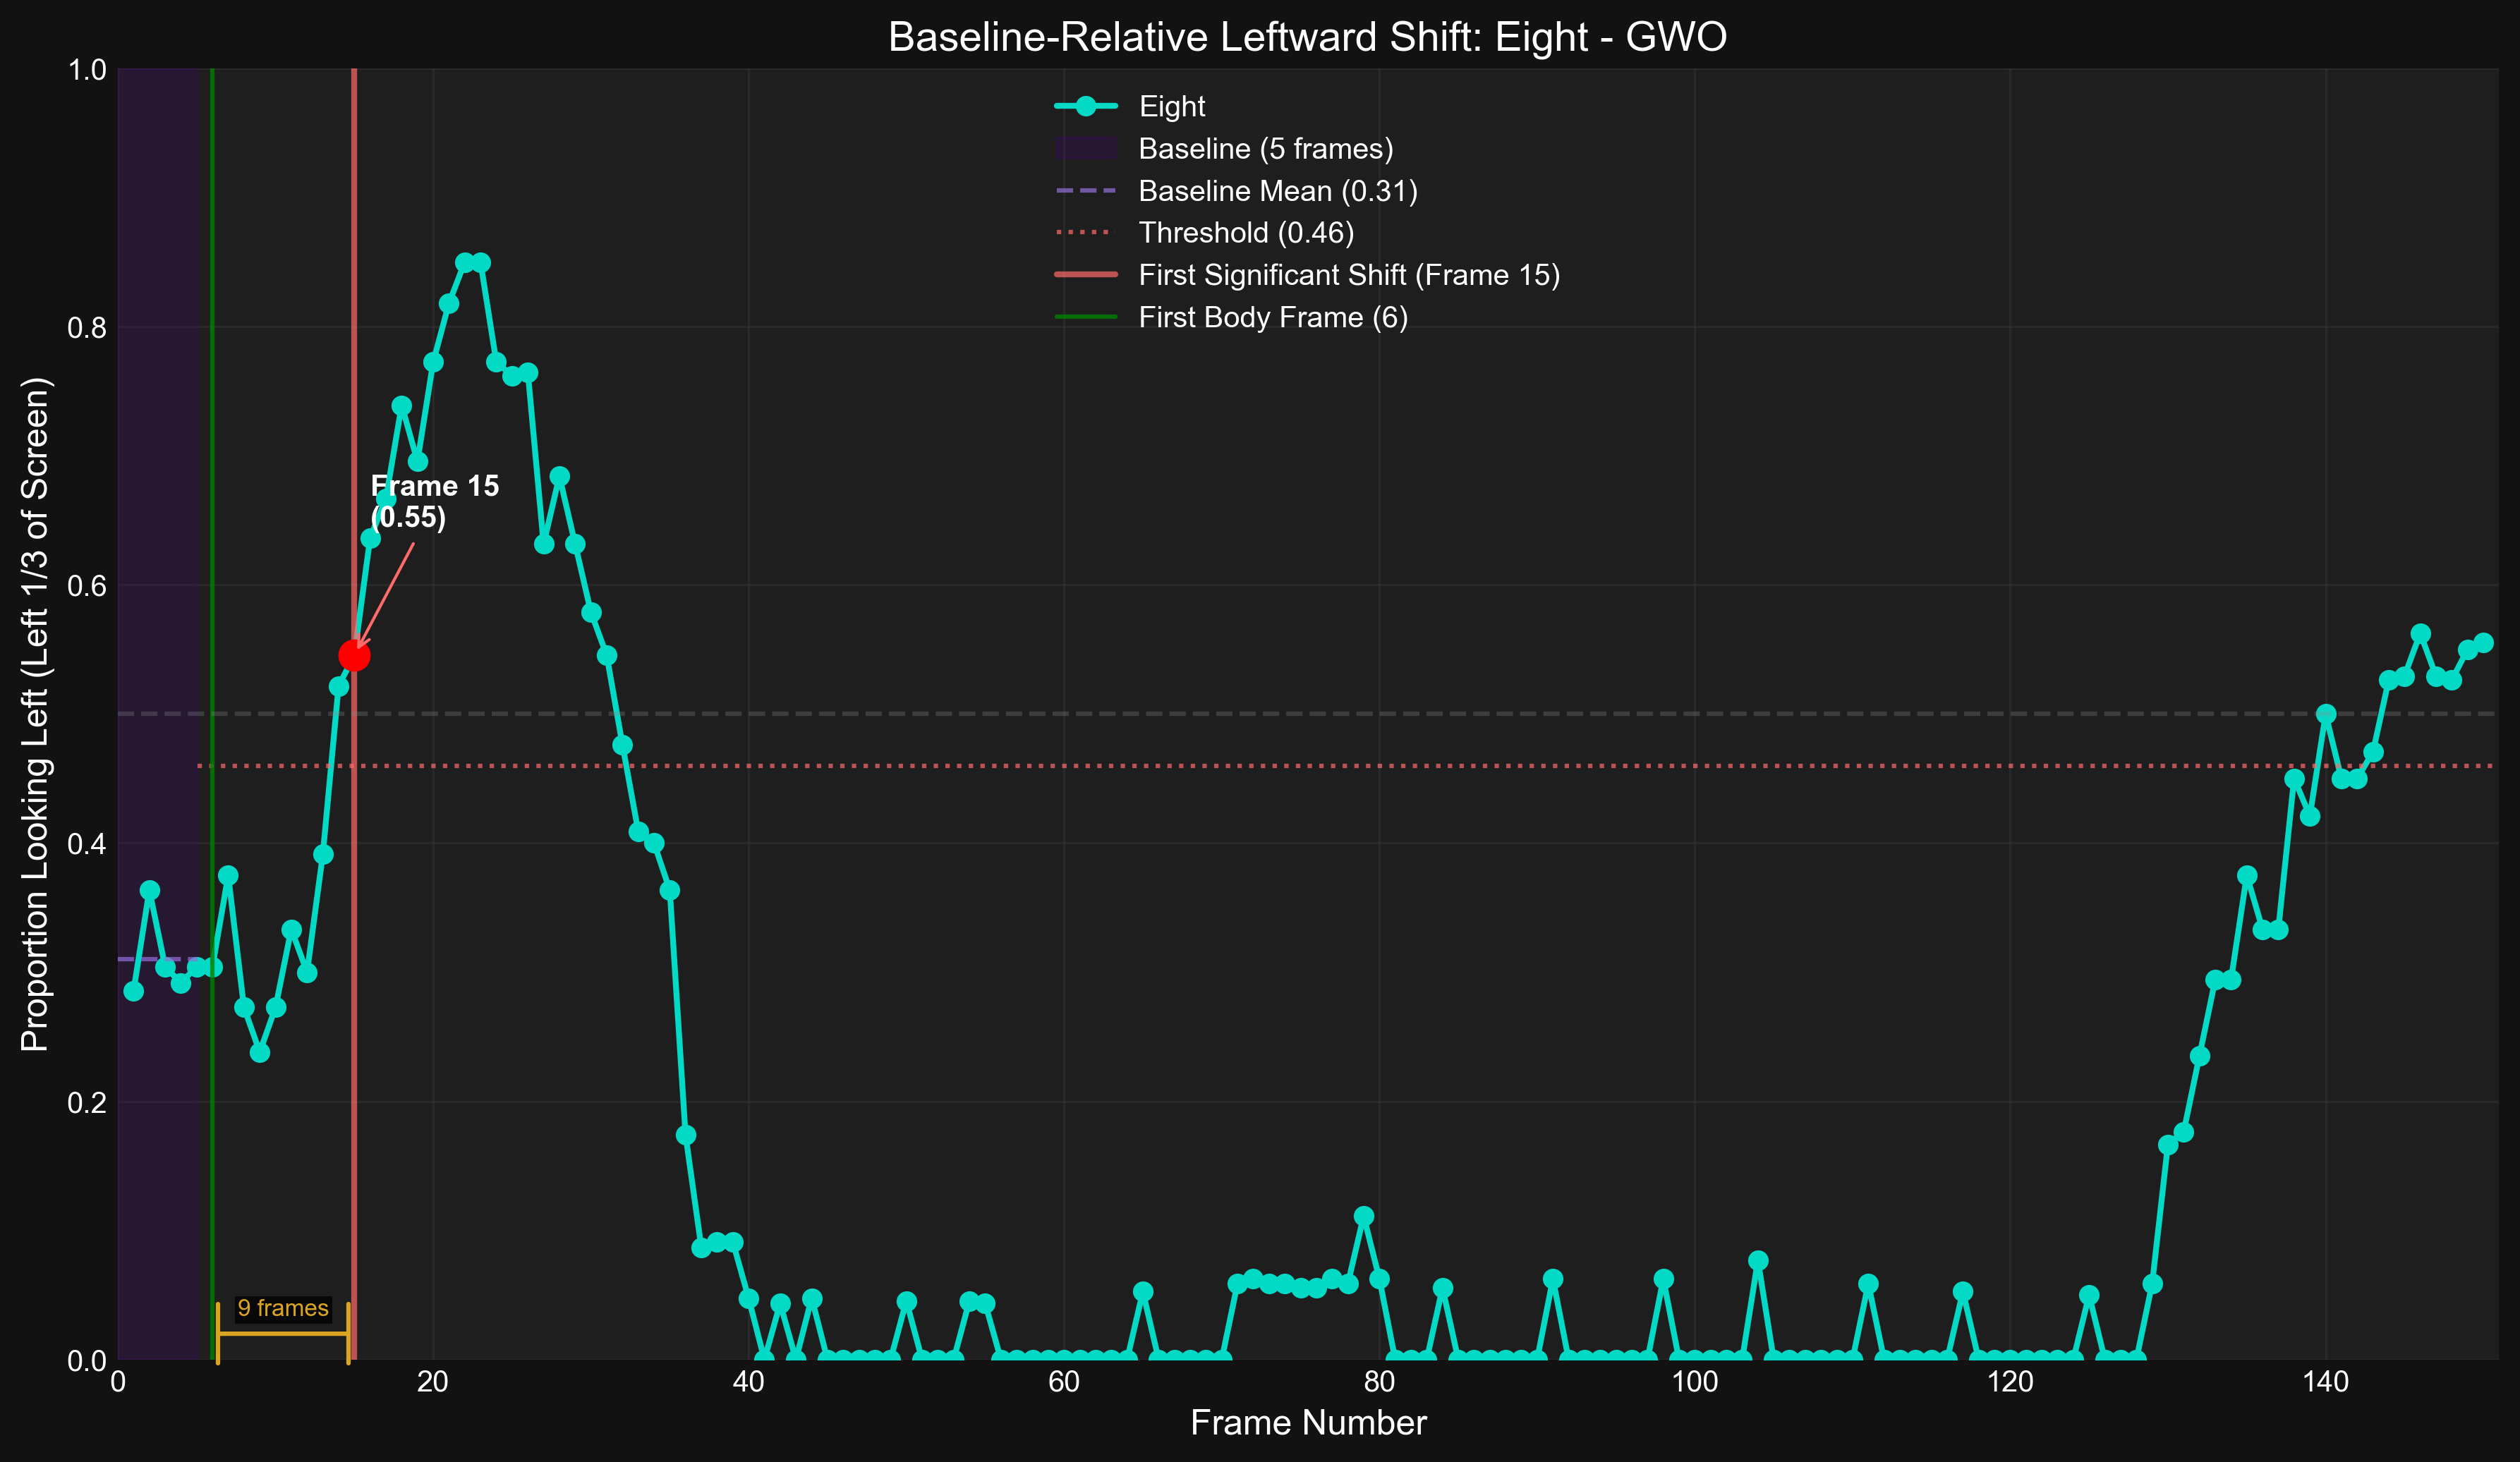 Baseline-Relative Leftward Shift: Eight - GWO
Eight
Baseline (5 frames)
Baseline Mean (0.31)
Threshold (0.46)
First Significant Shift (Frame 15)
First Body Frame (6)
Proportion Looking Left (Left 1/3 of Screen)
1.0
0.8
0.6
0.4
0.2
0.0
Frame 15
(0.55)
9 frames
0
20
40
60
80
100
120
140
Frame Number